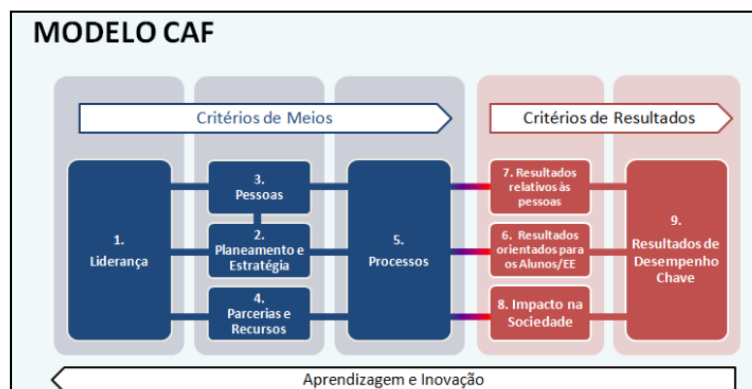 MODELO CAF
Critérios de Meios
Critérios de Resultados
1.
Liderança
3.
Pessoas
2.
Planeamento e
Estratégia
4.
Parcerias e
Recursos
5.
Processos
7. Resultados
relativos às
pessoas
6. Resultados
orientados para
os Alunos/EE
8. Impacto na
Sociedade
9.
Resultados de
Desempenho
Chave
Aprendizagem e Inovação